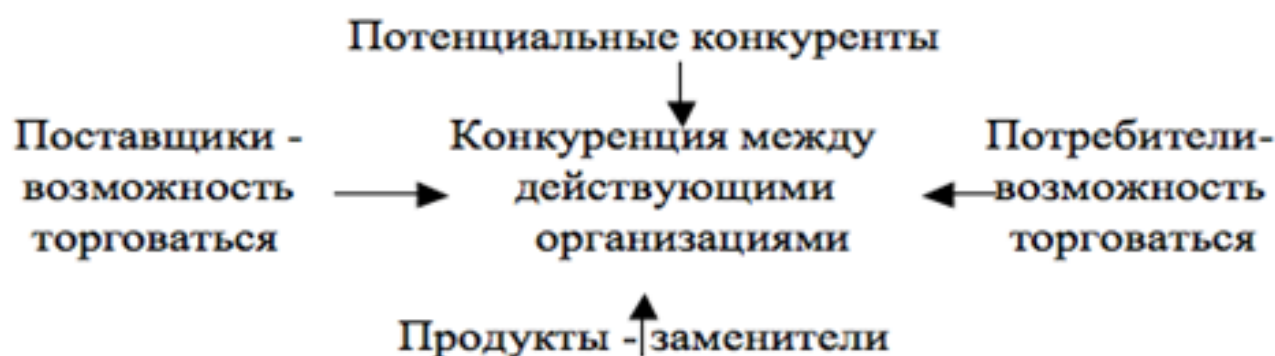 Потенциальные конкуренты
Поставщики -
возможность
торговаться
Конкуренция между
действующими
организациями
Потребители-
возможность
торговаться
Продукты - заменители